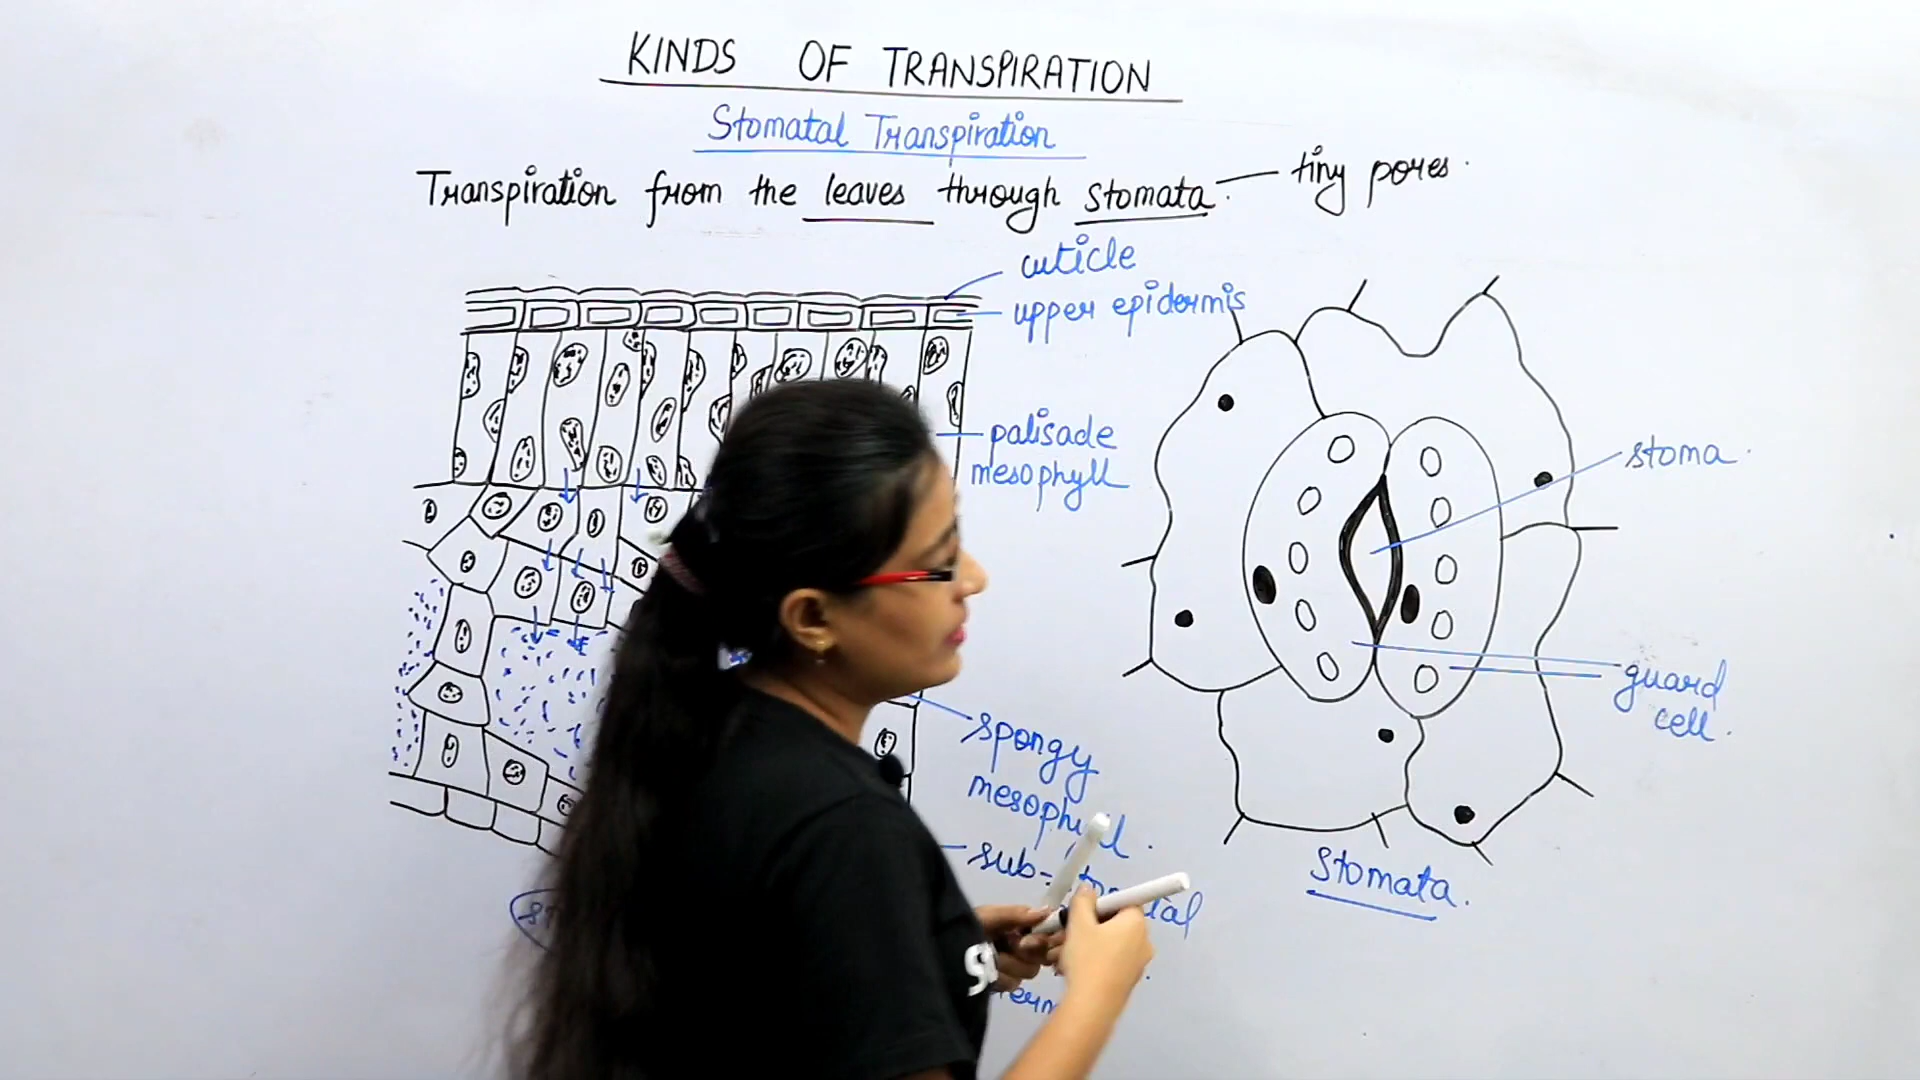 KINDS OF TRANSPIRATION
Stomatal Transpiration
Transpiration from the leaves through stomata. — tiny pores.
cuticle
upper epidermis
palisade
mesophyll
stoma.
guard
cell.
spongy
mesophyll.
Stomata.